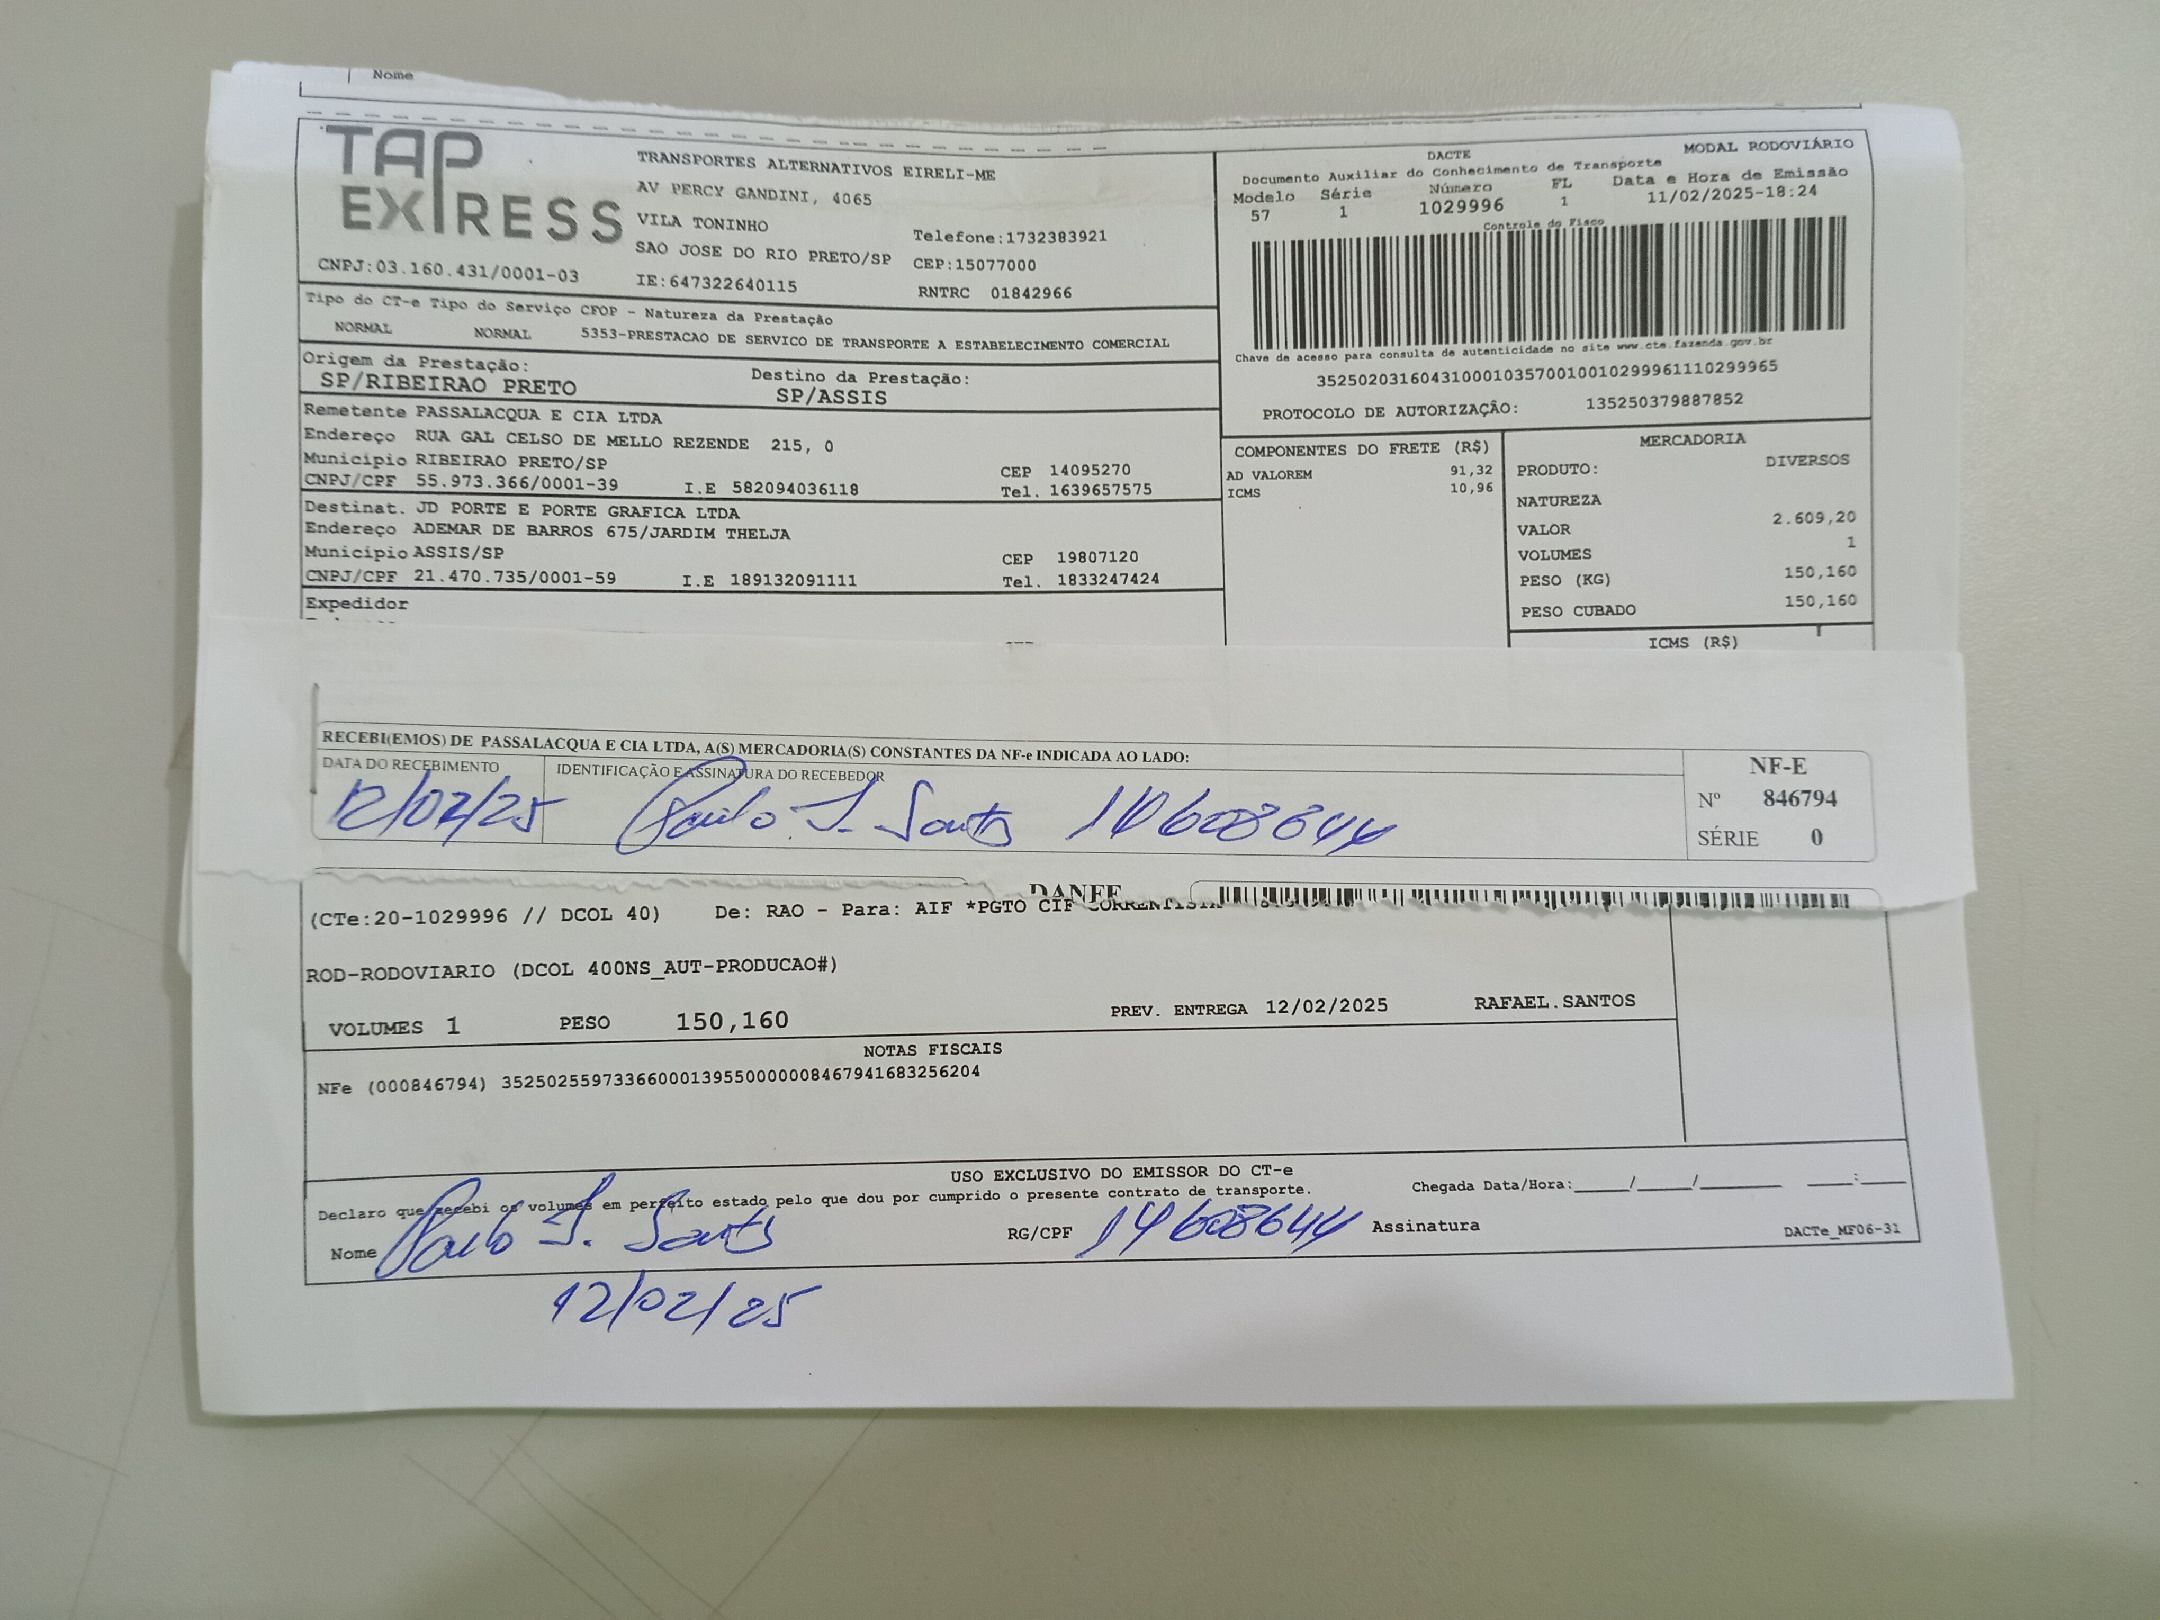 Nome
TAP EXPRESS
TRANSPORTES ALTERNATIVOS EIRELI-ME
AV PERCY GANDINI, 4065
VILA TONINHO
Telefone:1732383921
SAO JOSE DO RIO PRETO/SP CEP:15077000
CNPJ:03.160.431/0001-03 IE:647322640115 RNTRC 01842966
DACTE MODAL RODOVIÁRIO
Documento Auxiliar do Conhecimento de Transporte
Modelo Série Número FL Data e Hora de Emissão
57 1 1029996 1 11/02/2025-18:24
Controle do Fisco
Chave de acesso para consulta de autenticidade no site www.cte.fazenda.gov.br
35250203160431000103570010010299961110299965
PROTOCOLO DE AUTORIZAÇÃO: 135250379887852
Tipo do CT-e Tipo do Serviço CFOP - Natureza da Prestação
NORMAL NORMAL 5353-PRESTACAO DE SERVICO DE TRANSPORTE A ESTABELECIMENTO COMERCIAL
Origem da Prestação: Destino da Prestação:
SP/RIBEIRAO PRETO SP/ASSIS
Remetente PASSALACQUA E CIA LTDA
Endereço RUA GAL CELSO DE MELLO REZENDE 215, 0
Municipio RIBEIRAO PRETO/SP CEP 14095270
CNPJ/CPF 55.973.366/0001-39 I.E 582094036118 Tel. 1639657575
Destinat. JD PORTE E PORTE GRAFICA LTDA
Endereço ADEMAR DE BARROS 675/JARDIM THELJA
Municipio ASSIS/SP CEP 19807120
CNPJ/CPF 21.470.735/0001-59 I.E 189132091111 Tel. 1833247424
Expedidor
COMPONENTES DO FRETE (R$)
AD VALOREM 91,32
ICMS 10,96
MERCADORIA
PRODUTO: DIVERSOS
NATUREZA
VALOR 2.609,20
VOLUMES 1
PESO (KG) 150,160
PESO CUBADO 150,160
ICMS (R$)
RECEBI(EMOS) DE PASSALACQUA E CIA LTDA, A(S) MERCADORIA(S) CONSTANTES DA NF-e INDICADA AO LADO:
DATA DO RECEBIMENTO IDENTIFICAÇÃO E ASSINATURA DO RECEBEDOR
12/02/25 Paulo J. Santos 14608644
NF-E
Nº 846794
SÉRIE 0
DANFE
(CTe:20-1029996 // DCOL 40) De: RAO - Para: AIF *PGTO CIF CORRENTISTA
ROD-RODOVIARIO (DCOL 400NS_AUT-PRODUCAO#)
VOLUMES 1 PESO 150,160 PREV. ENTREGA 12/02/2025 RAFAEL.SANTOS
NOTAS FISCAIS
NFe (000846794) 35250255973366000139550000008467941683256204
USO EXCLUSIVO DO EMISSOR DO CT-e
Declaro que recebi os volumes em perfeito estado pelo que dou por cumprido o presente contrato de transporte. Chegada Data/Hora:_____/_____/________ ____:____
Nome Paulo J. Santos RG/CPF 14608644 Assinatura DACTe_MF06-31
12/02/25